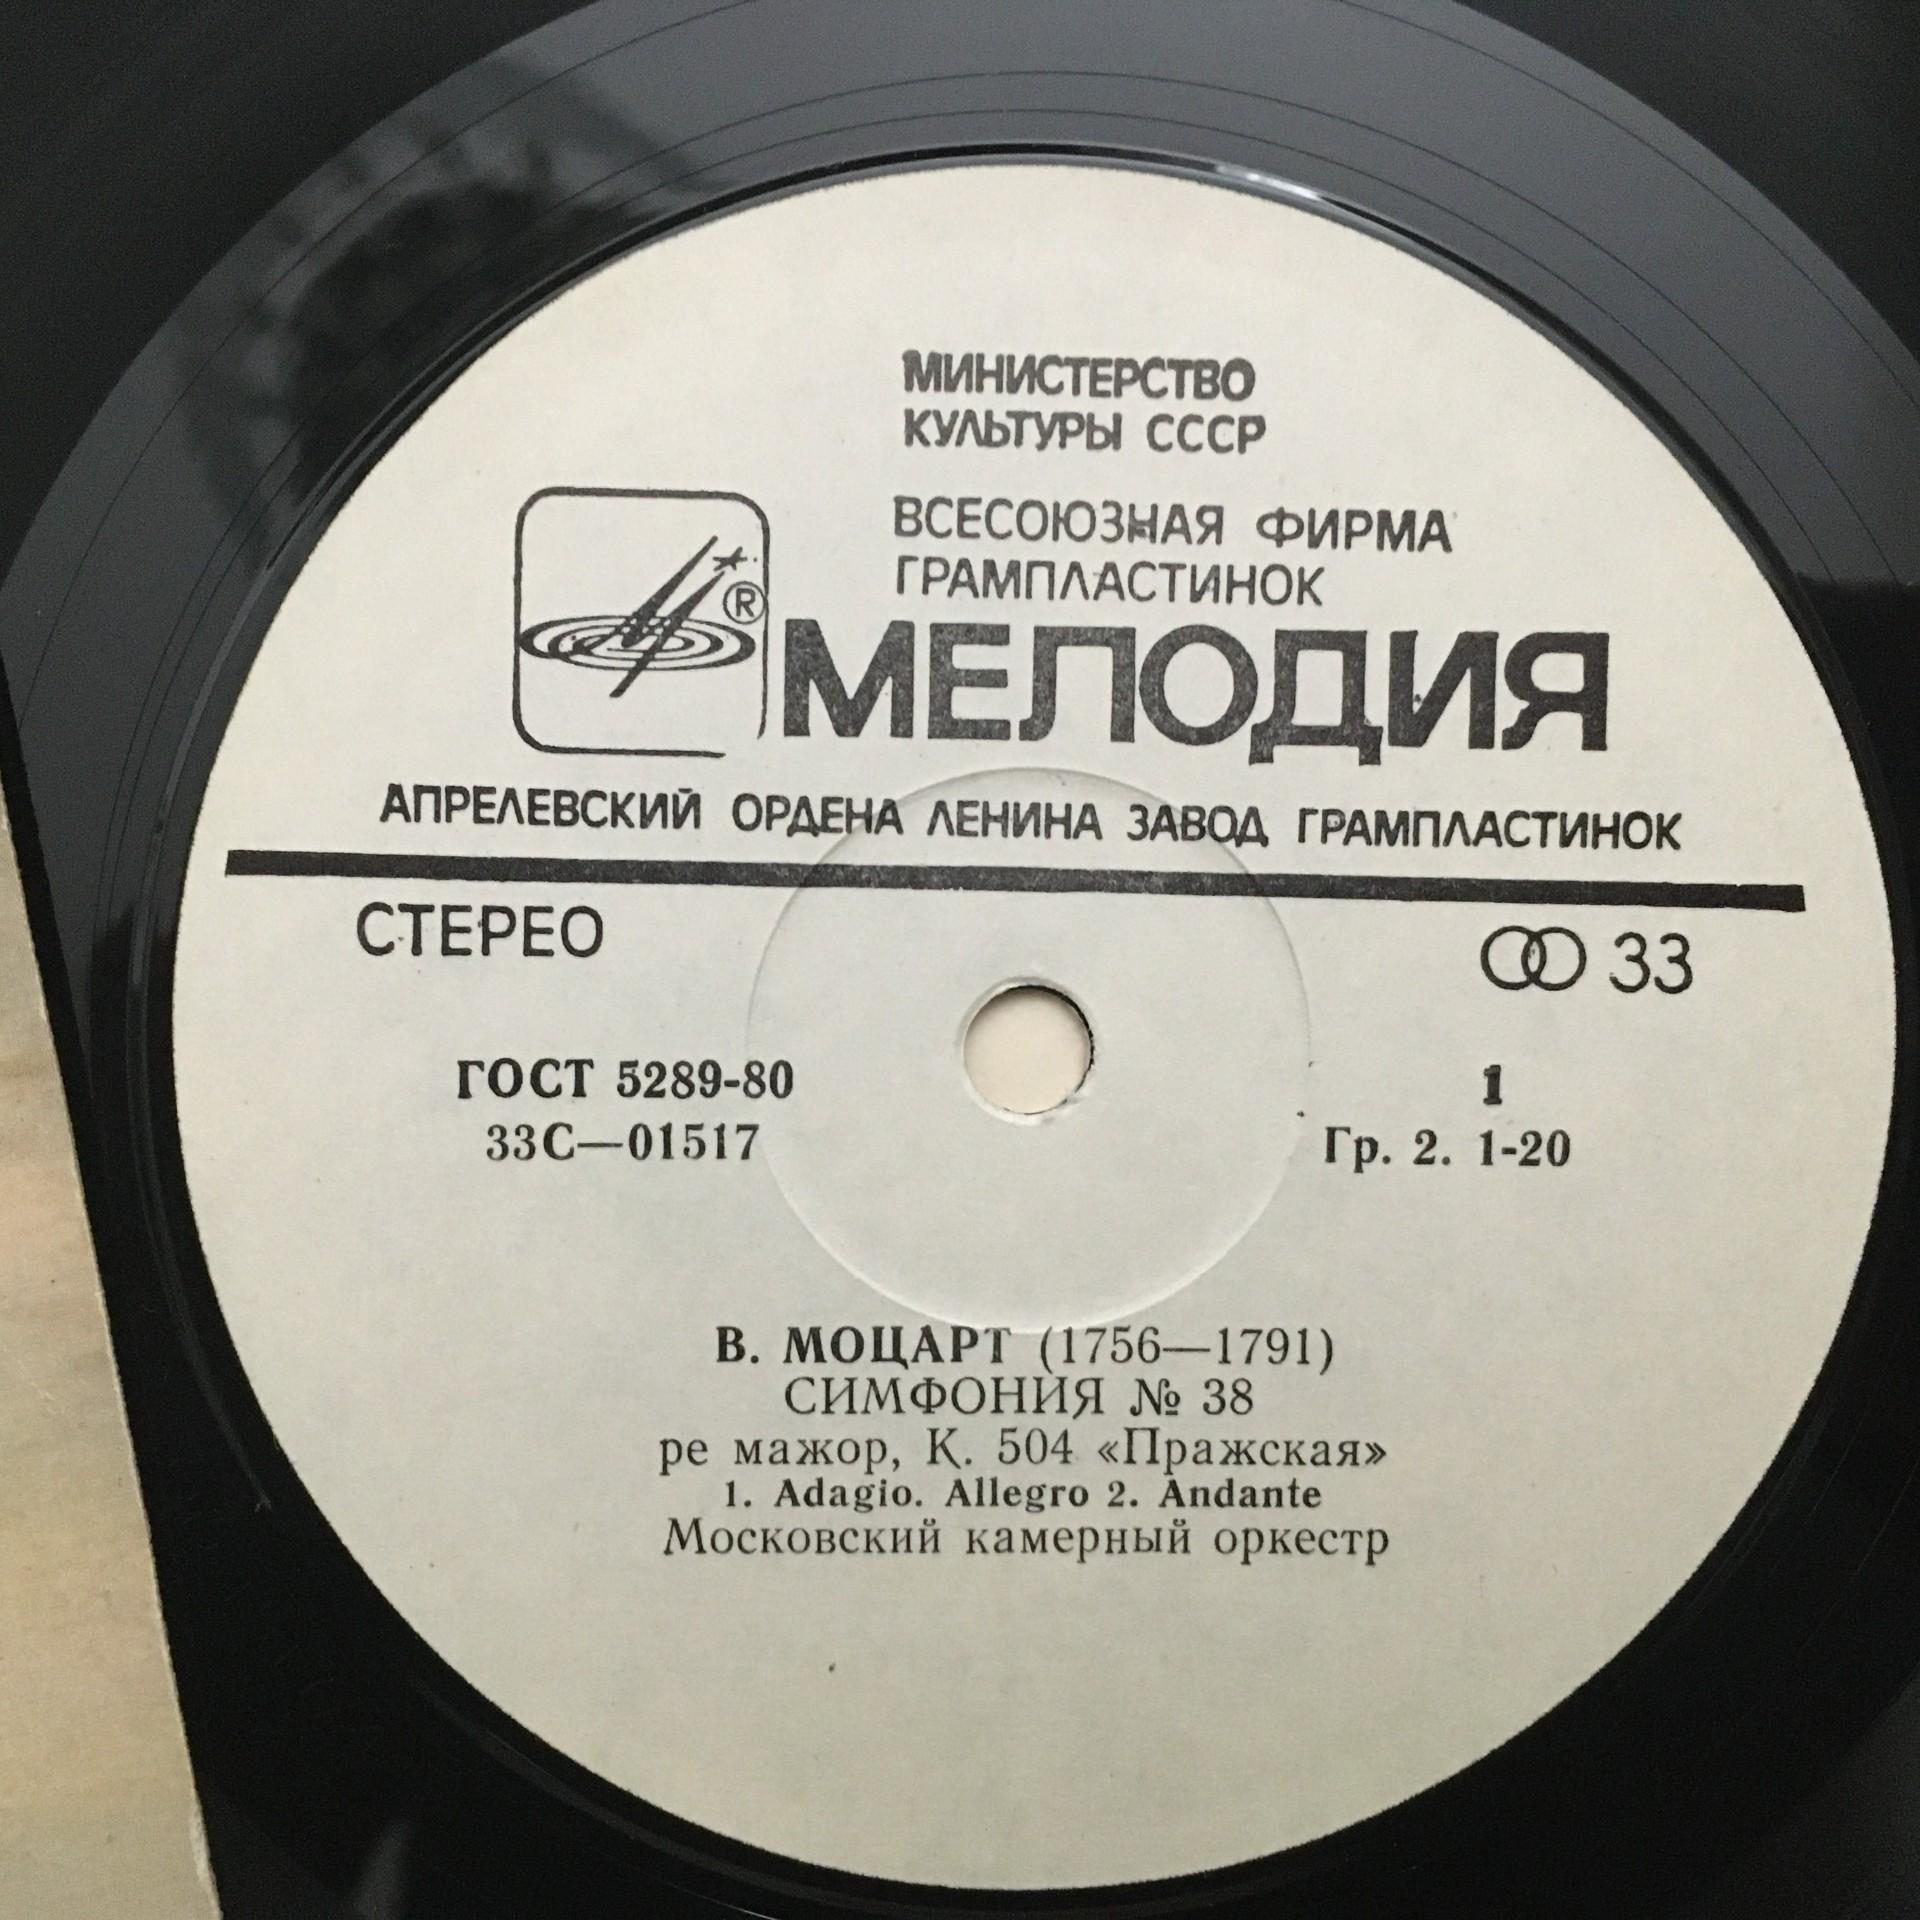 МИНИСТЕРСТВО
КУЛЬТУРЫ СССР
ВСЕСОЮЗНАЯ ФИРМА
ГРАМПЛАСТИНОК
®
МЕЛОДИЯ
АПРЕЛЕВСКИЙ ОРДЕНА ЛЕНИНА ЗАВОД ГРАМПЛАСТИНОК
СТЕРЕО
33
ГОСТ 5289-80
1
33С—01517
Гр. 2. 1-20
В. МОЦАРТ (1756—1791)
СИМФОНИЯ № 38
ре мажор, К. 504 «Пражская»
1. Adagio. Allegro 2. Andante
Московский камерный оркестр